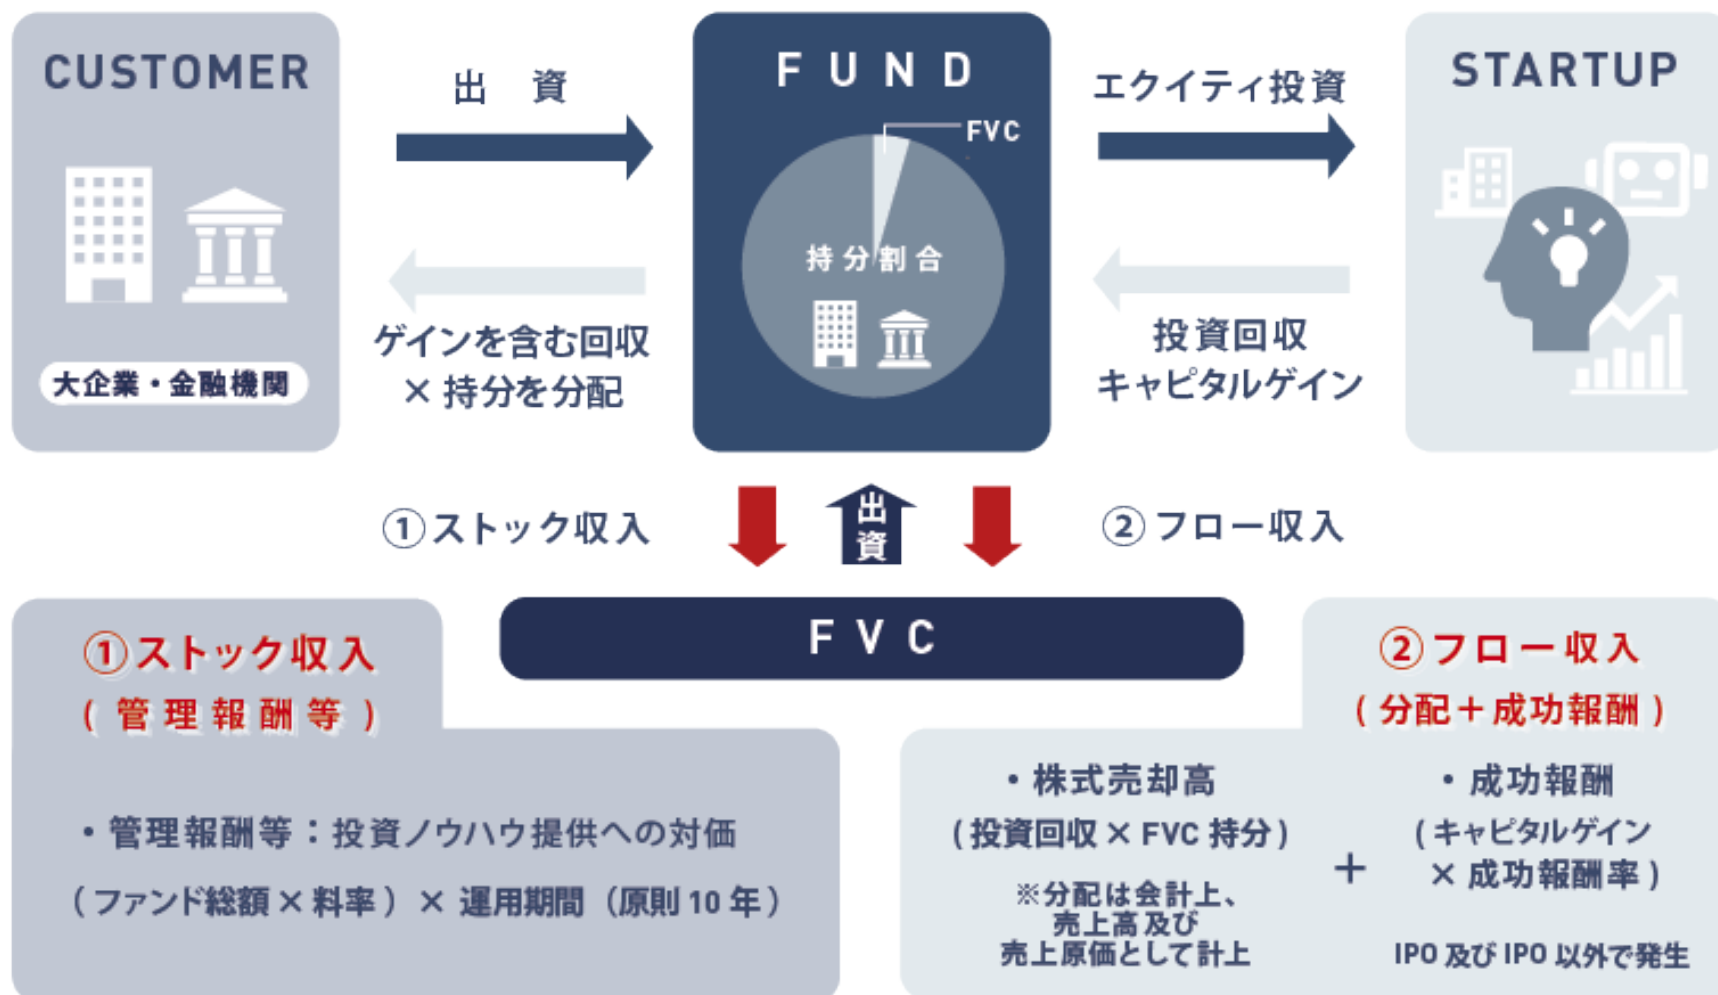 CUSTOMER
大企業・金融機関
出 資
ゲインを含む回収
× 持分を分配
FUND
FVC
持分割合
エクイティ投資
投資回収
キャピタルゲイン
STARTUP
①ストック収入
出資
②フロー収入
FVC
①ストック収入
(管理報酬等)
・管理報酬等：投資ノウハウ提供への対価
(ファンド総額×料率) × 運用期間 (原則10年)
②フロー収入
(分配＋成功報酬)
・株式売却高
(投資回収×FVC持分)
※分配は会計上、
売上高及び
売上原価として計上
+
・成功報酬
(キャピタルゲイン
×成功報酬率)
IPO及びIPO以外で発生